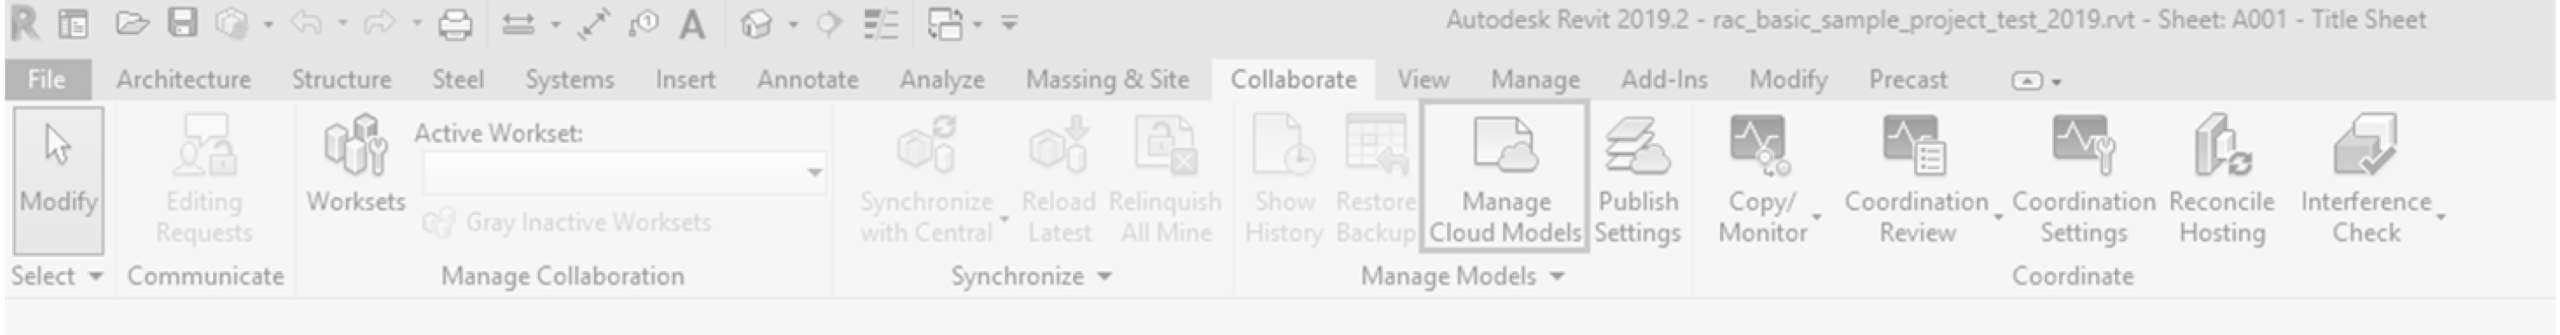 Autodesk Revit 2019.2 - rac_basic_sample_project_test_2019.rvt - Sheet: A001 - Title Sheet
File Architecture Structure Steel Systems Insert Annotate Analyze Massing & Site Collaborate View Manage Add-Ins Modify Precast
Modify
Editing
Requests
Worksets
Active Workset:
Gray Inactive Worksets
Synchronize
with Central
Reload
Latest
Relinquish
All Mine
Show
History
Restore
Backup
Manage
Cloud Models
Publish
Settings
Copy/
Monitor
Coordination
Review
Coordination
Settings
Reconcile
Hosting
Interference
Check
Select Communicate Manage Collaboration Synchronize Manage Models Coordinate